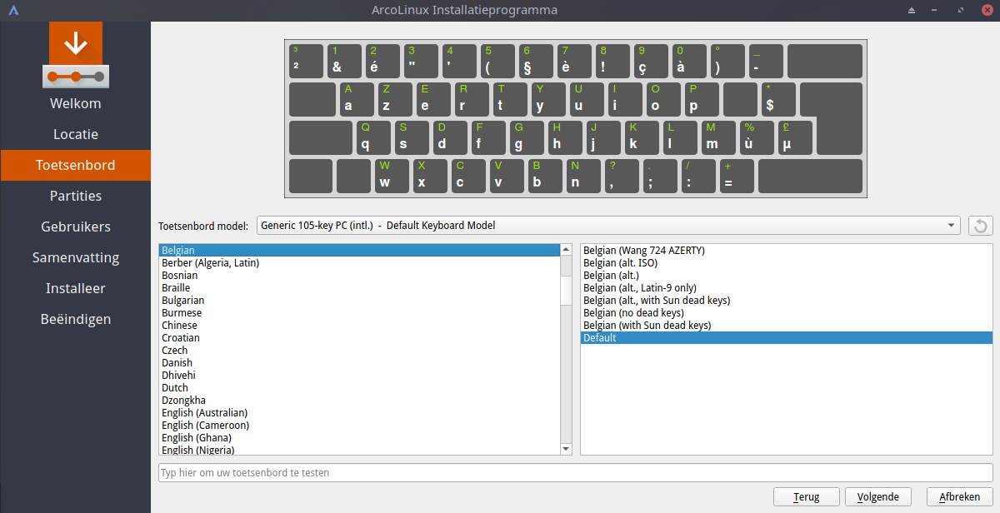 ArcoLinux Installatieprogramma
Welkom
Locatie
Toetsenbord
Partities
Gebruikers
Samenvatting
Installeer
Beëindigen
³ 1 2 3 4 5 6 7 8 9 0 ° _
² & é " ' ( § è ! ç à ) -
A Z E R T Y U I O P *
a z e r t y u i o p $
Q S D F G H J K L M % £
q s d f g h j k l m ù µ
W X C V B N ? . / +
w x c v b n , ; : =
Toetsenbord model: Generic 105-key PC (intl.) - Default Keyboard Model
Belgian
Berber (Algeria, Latin)
Bosnian
Braille
Bulgarian
Burmese
Chinese
Croatian
Czech
Danish
Dhivehi
Dutch
Dzongkha
English (Australian)
English (Cameroon)
English (Ghana)
English (Nigeria)
Belgian (Wang 724 AZERTY)
Belgian (alt. ISO)
Belgian (alt.)
Belgian (alt., Latin-9 only)
Belgian (alt., with Sun dead keys)
Belgian (no dead keys)
Belgian (with Sun dead keys)
Default
Typ hier om uw toetsenbord te testen
Terug Volgende Afbreken